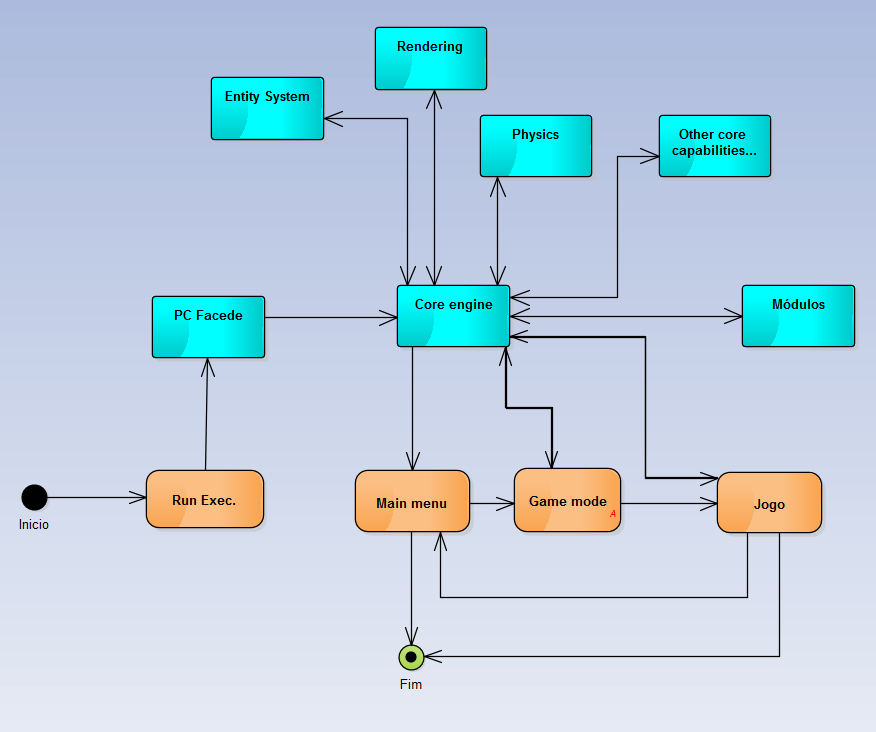 Rendering
Entity System
Physics
Other core
capabilities...
Core engine
Módulos
PC Facede
Run Exec.
Main menu
Game mode
A
Jogo
Inicio
Fim